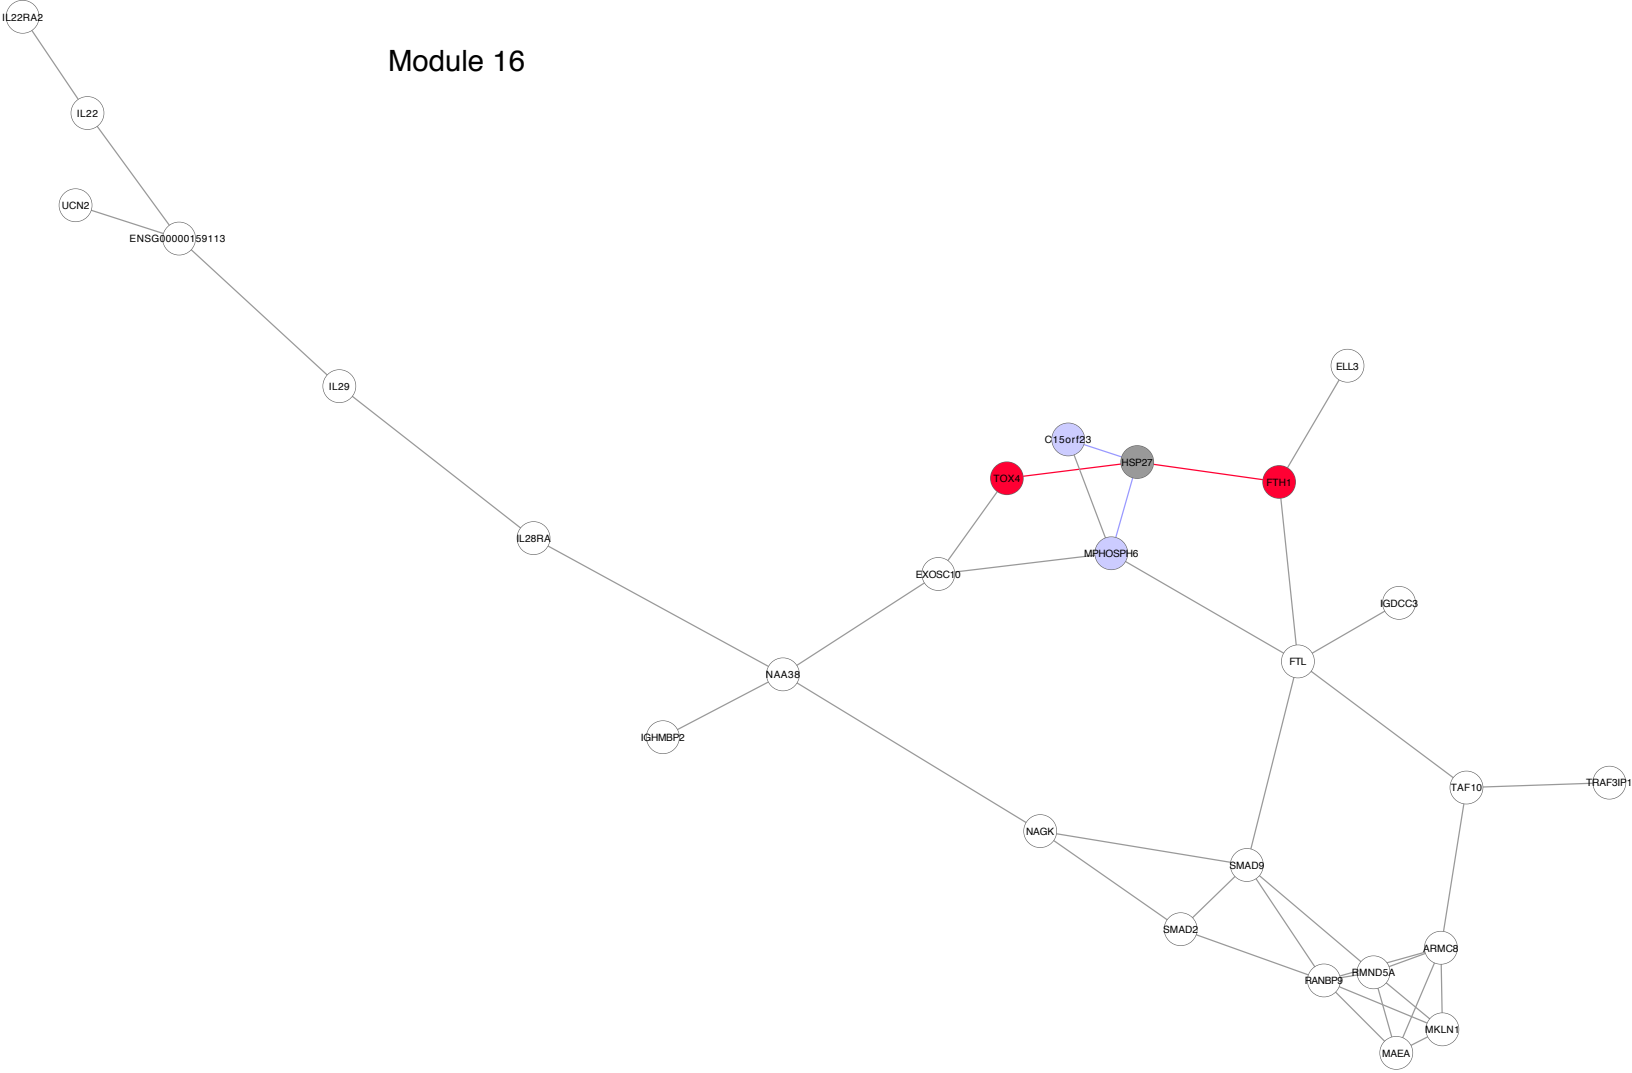 IL22RA2
Module 16
IL22
UCN2
ENSG00000159113
IL29
ELL3
C15orf23
HSP27
TOX4
FTH1
IL28RA
MPHOSPH6
EXOSC10
IGDCC3
FTL
NAA38
IGHMBP2
TRAF3IP1
TAF10
NAGK
SMAD9
SMAD2
ARMC8
RMND5A
RANBP9
MKLN1
MAEA